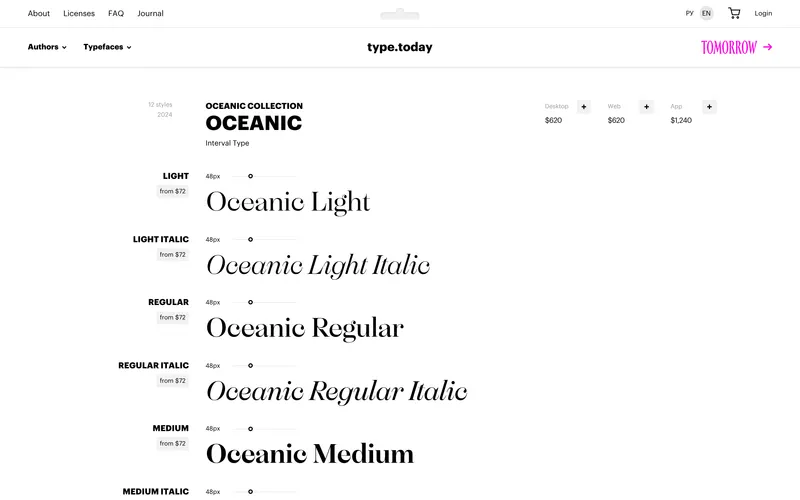 About Licenses FAQ Journal РУ EN Login
Authors Typefaces type.today TOMORROW →
12 styles
2024
OCEANIC COLLECTION
OCEANIC
Interval Type
Desktop + Web + App +
$620 $620 $1,240
LIGHT 48px
from $72
Oceanic Light
LIGHT ITALIC 48px
from $72
Oceanic Light Italic
REGULAR 48px
from $72
Oceanic Regular
REGULAR ITALIC 48px
from $72
Oceanic Regular Italic
MEDIUM 48px
from $72
Oceanic Medium
MEDIUM ITALIC 48px